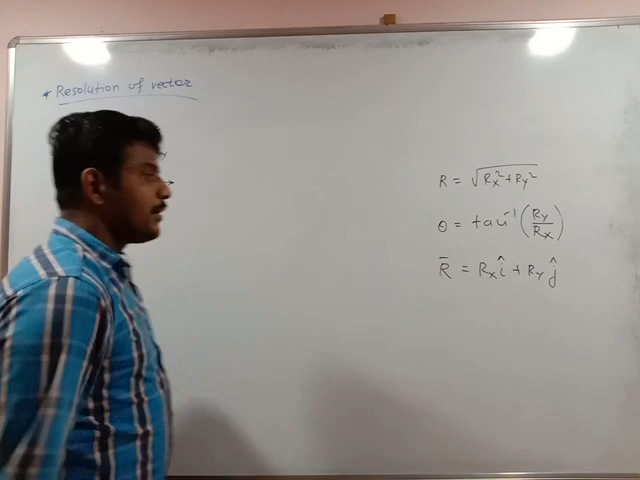 * Resolution of vector
R = √(Rx² + Ry²)
θ = tan⁻¹ (Ry/Rx)
R̄ = Rx î + Ry ĵ